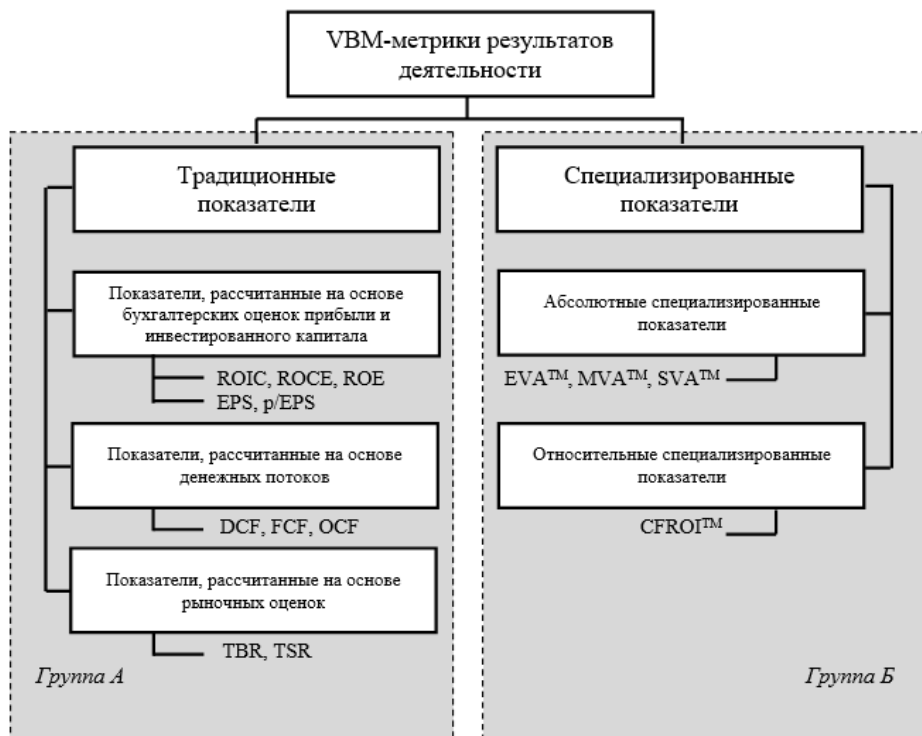 VBM-метрики результатов
деятельности
Традиционные
показатели
Показатели, рассчитанные на основе
бухгалтерских оценок прибыли и
инвестированного капитала
ROIC, ROCE, ROE
EPS, p/EPS
Показатели, рассчитанные на основе
денежных потоков
DCF, FCF, OCF
Показатели, рассчитанные на основе
рыночных оценок
TBR, TSR
Группа А
Специализированные
показатели
Абсолютные специализированные
показатели
EVA™, MVA™, SVA™
Относительные специализированные
показатели
CFROI™
Группа Б